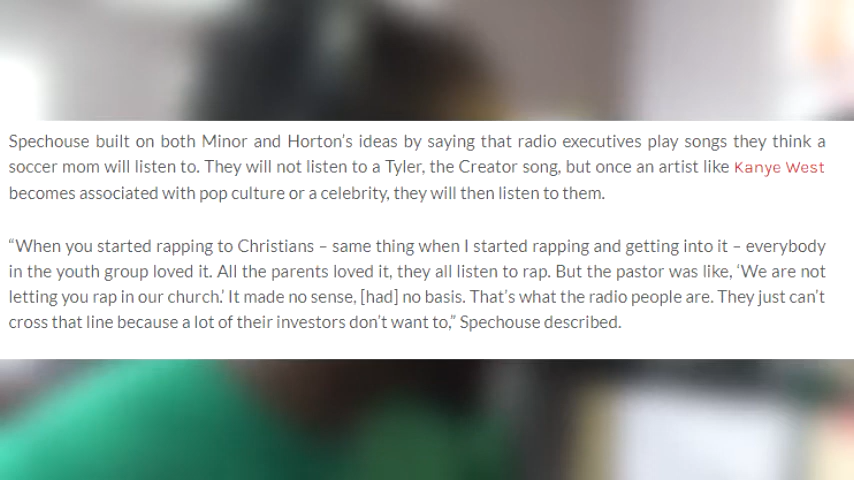 Spechouse built on both Minor and Horton's ideas by saying that radio executives play songs they think a
soccer mom will listen to. They will not listen to a Tyler, the Creator song, but once an artist like Kanye West
becomes associated with pop culture or a celebrity, they will then listen to them.
“When you started rapping to Christians – same thing when I started rapping and getting into it – everybody
in the youth group loved it. All the parents loved it, they all listen to rap. But the pastor was like, ‘We are not
letting you rap in our church.’ It made no sense, [had] no basis. That’s what the radio people are. They just can’t
cross that line because a lot of their investors don’t want to,” Spechouse described.